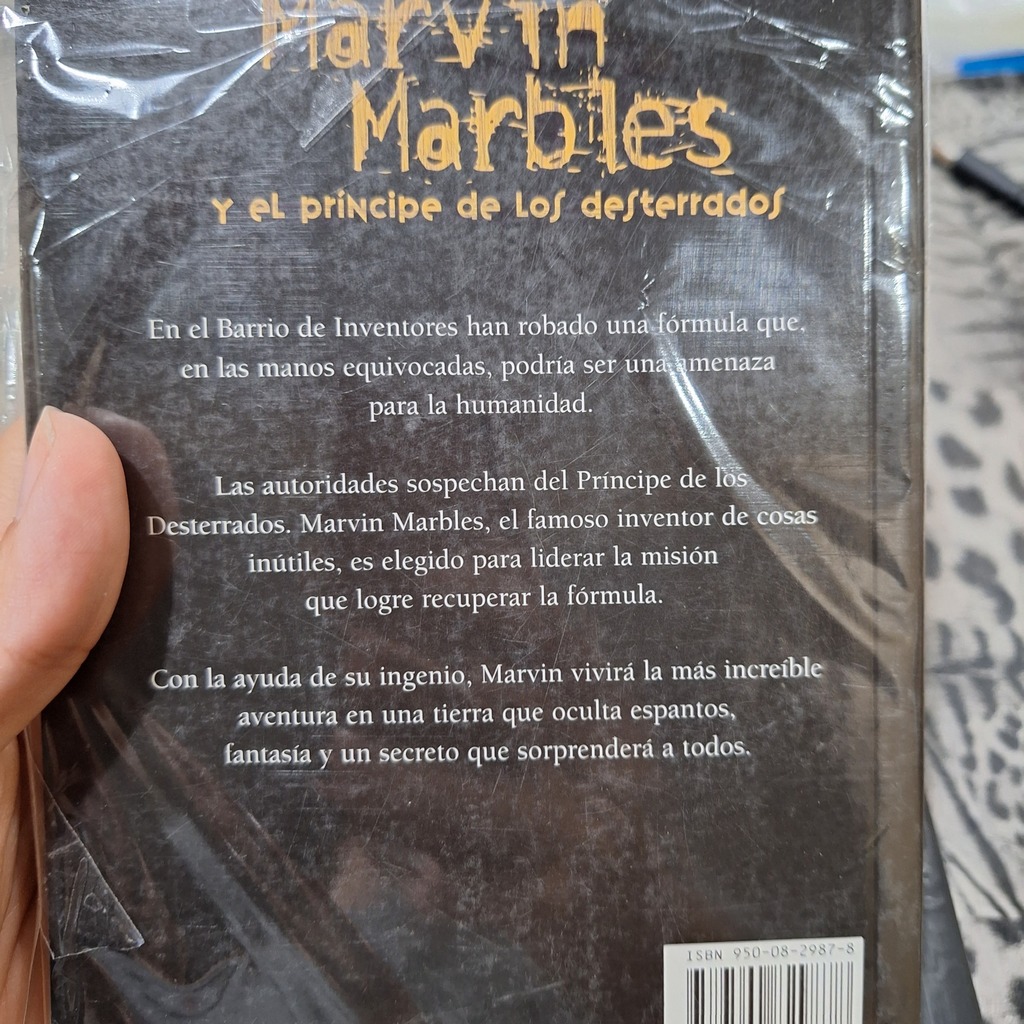 Marvin
Marbles
y el príncipe de los desterrados
En el Barrio de Inventores han robado una fórmula que,
en las manos equivocadas, podría ser una amenaza
para la humanidad.
Las autoridades sospechan del Príncipe de los
Desterrados. Marvin Marbles, el famoso inventor de cosas
inútiles, es elegido para liderar la misión
que logre recuperar la fórmula.
Con la ayuda de su ingenio, Marvin vivirá la más increíble
aventura en una tierra que oculta espantos,
fantasía y un secreto que sorprenderá a todos.
ISBN 950-08-2987-8